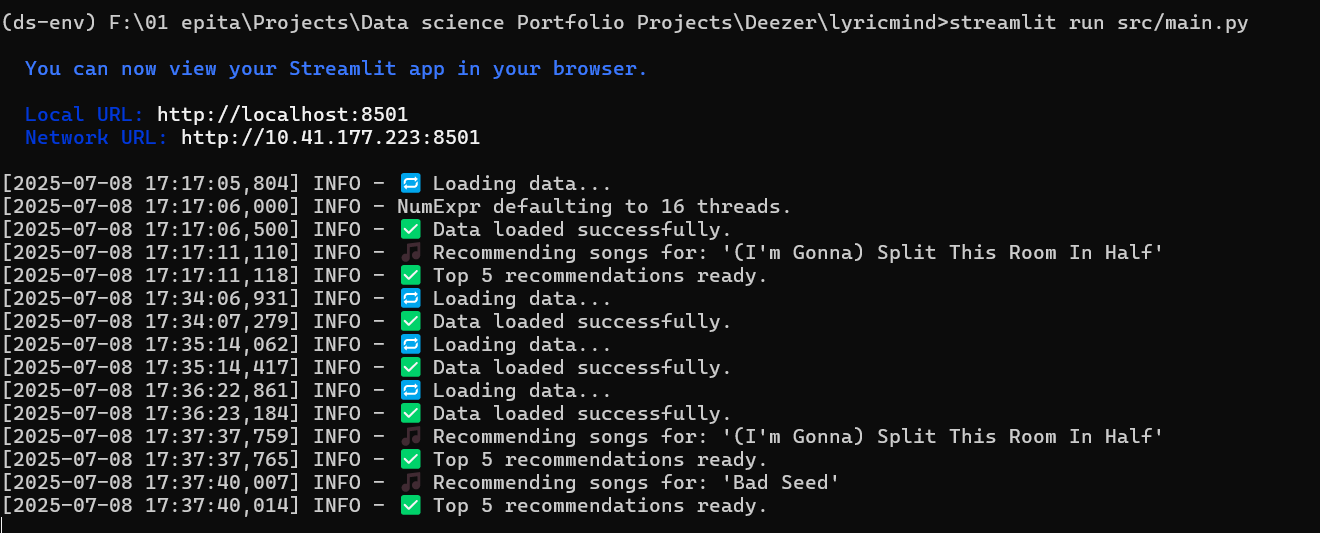 (ds-env) F:\01 epita\Projects\Data science Portfolio Projects\Deezer\lyricmind>streamlit run src/main.py
You can now view your Streamlit app in your browser.
Local URL: http://localhost:8501
Network URL: http://10.41.177.223:8501
[2025-07-08 17:17:05,804] INFO - 🔁 Loading data...
[2025-07-08 17:17:06,000] INFO - NumExpr defaulting to 16 threads.
[2025-07-08 17:17:06,500] INFO - ✅ Data loaded successfully.
[2025-07-08 17:17:11,110] INFO - 🎵 Recommending songs for: '(I'm Gonna) Split This Room In Half'
[2025-07-08 17:17:11,118] INFO - ✅ Top 5 recommendations ready.
[2025-07-08 17:34:06,931] INFO - 🔁 Loading data...
[2025-07-08 17:34:07,279] INFO - ✅ Data loaded successfully.
[2025-07-08 17:35:14,062] INFO - 🔁 Loading data...
[2025-07-08 17:35:14,417] INFO - ✅ Data loaded successfully.
[2025-07-08 17:36:22,861] INFO - 🔁 Loading data...
[2025-07-08 17:36:23,184] INFO - ✅ Data loaded successfully.
[2025-07-08 17:37:37,759] INFO - 🎵 Recommending songs for: '(I'm Gonna) Split This Room In Half'
[2025-07-08 17:37:37,765] INFO - ✅ Top 5 recommendations ready.
[2025-07-08 17:37:40,007] INFO - 🎵 Recommending songs for: 'Bad Seed'
[2025-07-08 17:37:40,014] INFO - ✅ Top 5 recommendations ready.